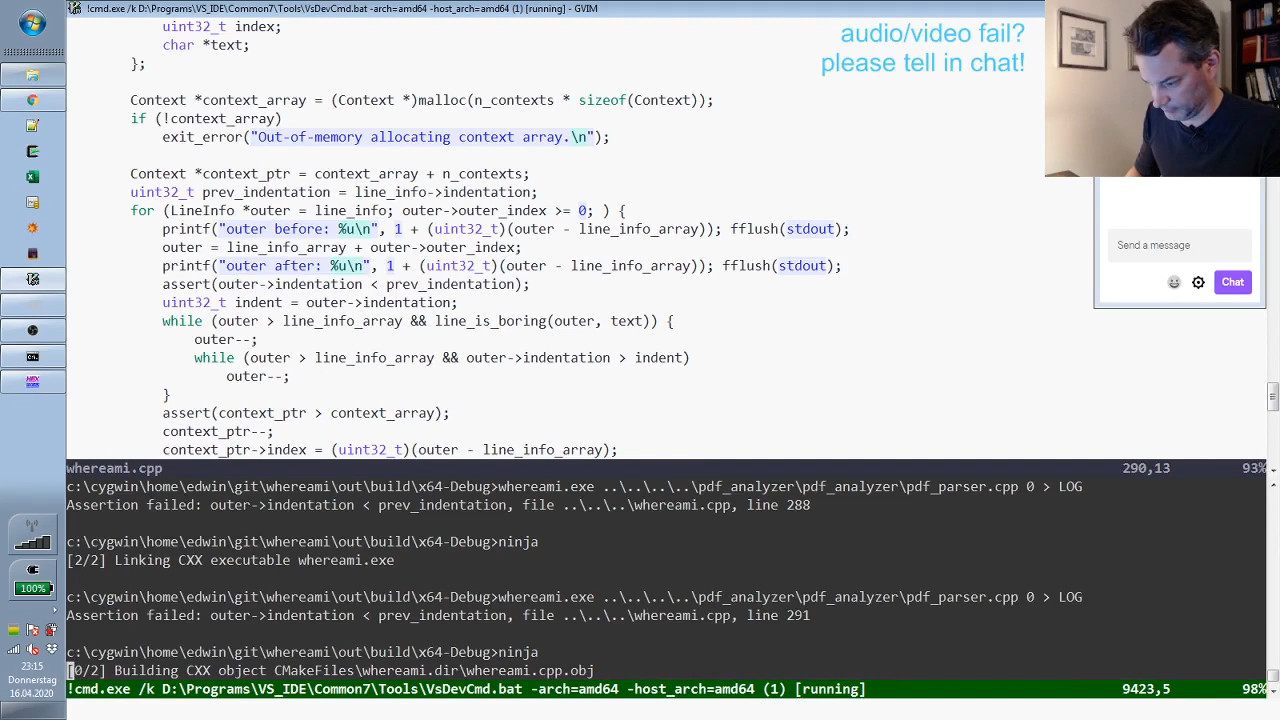 !cmd.exe /k D:\Programs\VS_IDE\Common7\Tools\VsDevCmd.bat -arch=amd64 -host_arch=amd64 (1) [running] - GVIM
audio/video fail?
please tell in chat!
uint32_t index;
char *text;
};
Context *context_array = (Context *)malloc(n_contexts * sizeof(Context));
if (!context_array)
exit_error("Out-of-memory allocating context array.\n");
Context *context_ptr = context_array + n_contexts;
uint32_t prev_indentation = line_info->indentation;
for (LineInfo *outer = line_info; outer->outer_index >= 0; ) {
printf("outer before: %u\n", 1 + (uint32_t)(outer - line_info_array)); fflush(stdout);
outer = line_info_array + outer->outer_index;
printf("outer after: %u\n", 1 + (uint32_t)(outer - line_info_array)); fflush(stdout);
assert(outer->indentation < prev_indentation);
uint32_t indent = outer->indentation;
while (outer > line_info_array && line_is_boring(outer, text)) {
outer--;
while (outer > line_info_array && outer->indentation > indent)
outer--;
}
assert(context_ptr > context_array);
context_ptr--;
context_ptr->index = (uint32_t)(outer - line_info_array);
Send a message
Chat
whereami.cpp 290,13 93%
c:\cygwin\home\edwin\git\whereami\out\build\x64-Debug>whereami.exe ..\..\..\..\pdf_analyzer\pdf_analyzer\pdf_parser.cpp 0 > LOG
Assertion failed: outer->indentation < prev_indentation, file ..\..\..\whereami.cpp, line 288
c:\cygwin\home\edwin\git\whereami\out\build\x64-Debug>ninja
[2/2] Linking CXX executable whereami.exe
c:\cygwin\home\edwin\git\whereami\out\build\x64-Debug>whereami.exe ..\..\..\..\pdf_analyzer\pdf_analyzer\pdf_parser.cpp 0 > LOG
Assertion failed: outer->indentation < prev_indentation, file ..\..\..\whereami.cpp, line 291
c:\cygwin\home\edwin\git\whereami\out\build\x64-Debug>ninja
[0/2] Building CXX object CMakeFiles\whereami.dir\whereami.cpp.obj
!cmd.exe /k D:\Programs\VS_IDE\Common7\Tools\VsDevCmd.bat -arch=amd64 -host_arch=amd64 (1) [running] 9423,5 98%
HEX
100%
23:15
Donnerstag
16.04.2020